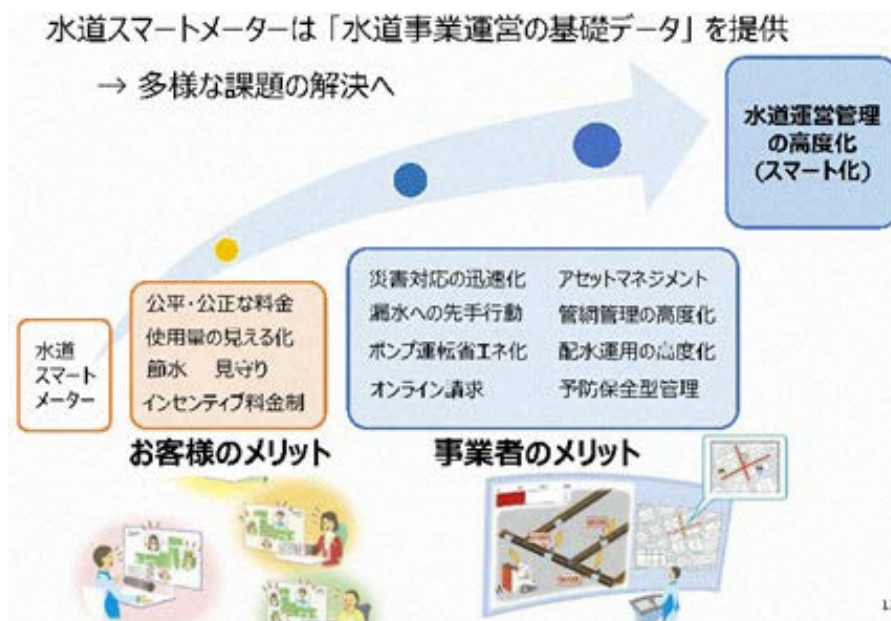 水道スマートメーターは「水道事業運営の基礎データ」を提供
→ 多様な課題の解決へ
水道運営管理
の高度化
(スマート化)
水道
スマート
メーター
公平・公正な料金
使用量の見える化
節水 見守り
インセンティブ料金制
お客様のメリット
災害対応の迅速化 アセットマネジメント
漏水への先手行動 管網管理の高度化
ポンプ運転省エネ化 配水運用の高度化
オンライン請求 予防保全型管理
事業者のメリット